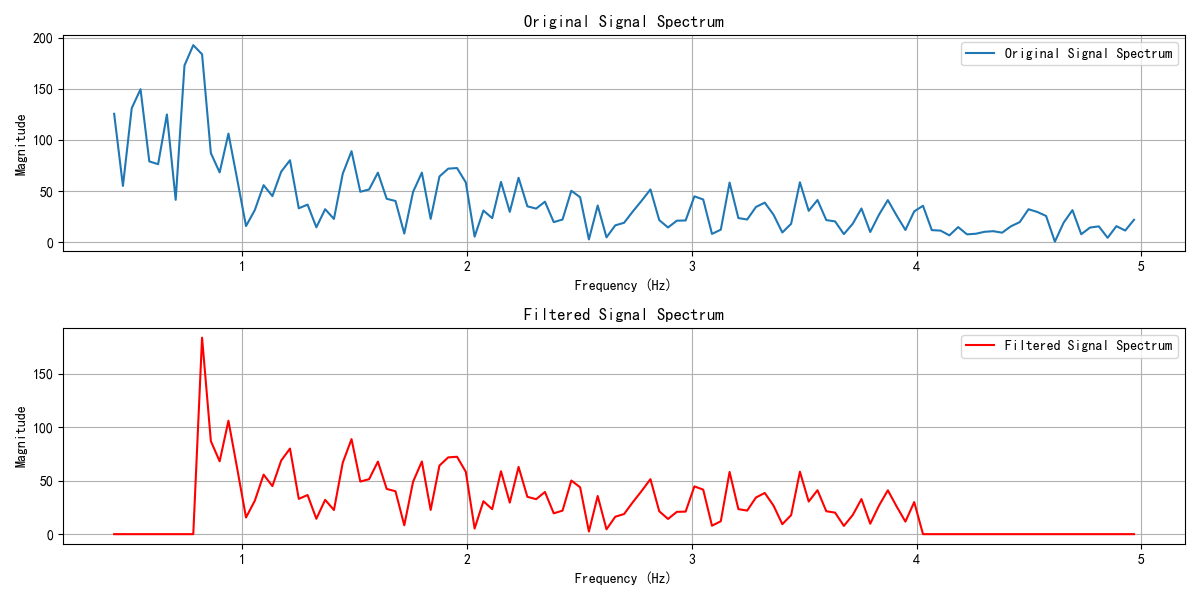 Original Signal Spectrum
200
150
100
50
0
Magnitude
Original Signal Spectrum
1
2
3
4
5
Frequency (Hz)
Filtered Signal Spectrum
150
100
50
0
Magnitude
Filtered Signal Spectrum
1
2
3
4
5
Frequency (Hz)